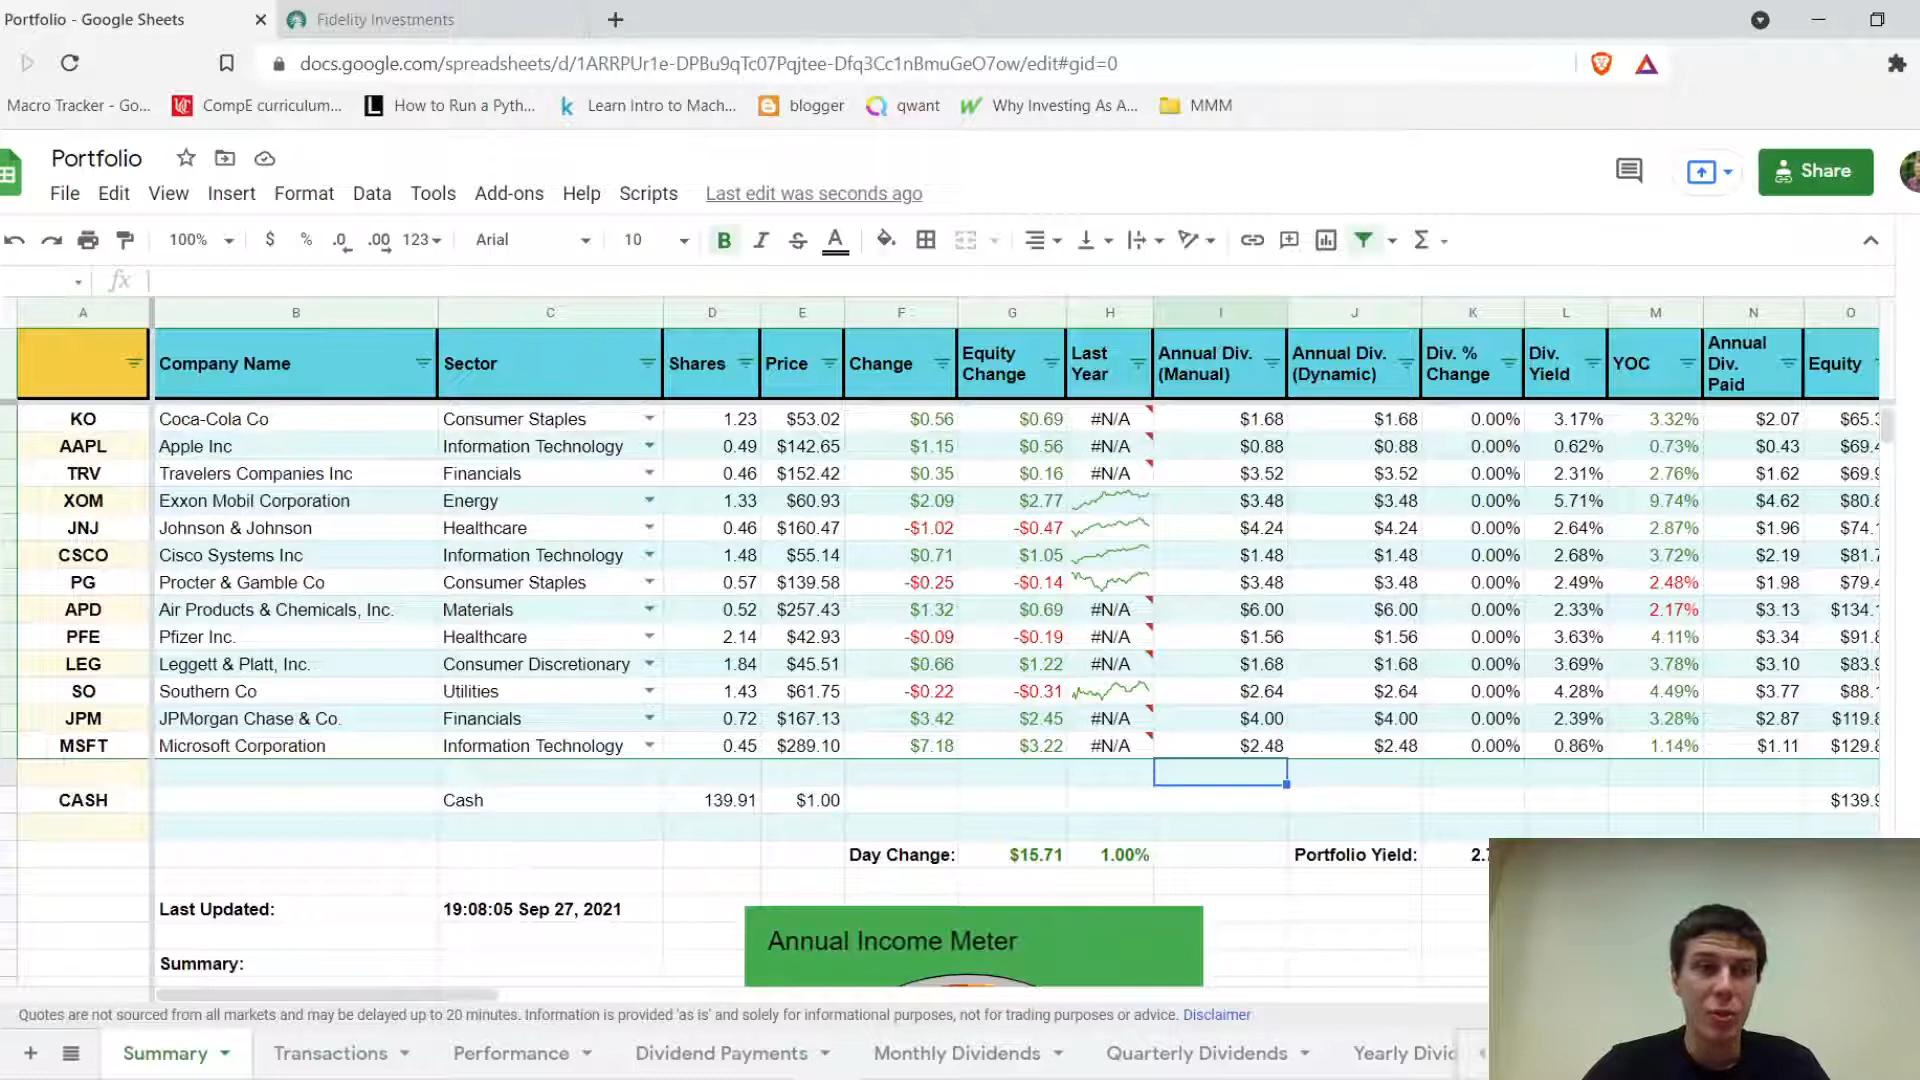 Portfolio - Google Sheets
Fidelity Investments
docs.google.com/spreadsheets/d/1ARRPUr1e-DPBu9qTc07Pqjtee-Dfq3Cc1nBmuGeO7ow/edit#gid=0
Macro Tracker - Go... CompE curriculum... How to Run a Pyth... Learn Intro to Mach... blogger qwant Why Investing As A... MMM
Portfolio
Share
File Edit View Insert Format Data Tools Add-ons Help Scripts Last edit was seconds ago
100% $ % .0 .00 123 Arial 10 B I S A Σ
fx
A B C D E F G H I J K L M N O
Company Name Sector Shares Price Change Equity Change Last Year Annual Div. (Manual) Annual Div. (Dynamic) Div. % Change Div. Yield YOC Annual Div. Paid Equity
KO Coca-Cola Co Consumer Staples 1.23 $53.02 $0.56 $0.69 #N/A $1.68 $1.68 0.00% 3.17% 3.32% $2.07 $65.
AAPL Apple Inc Information Technology 0.49 $142.65 $1.15 $0.56 #N/A $0.88 $0.88 0.00% 0.62% 0.73% $0.43 $69.
TRV Travelers Companies Inc Financials 0.46 $152.42 $0.35 $0.16 #N/A $3.52 $3.52 0.00% 2.31% 2.76% $1.62 $69.
XOM Exxon Mobil Corporation Energy 1.33 $60.93 $2.09 $2.77 $3.48 $3.48 0.00% 5.71% 9.74% $4.62 $80.
JNJ Johnson & Johnson Healthcare 0.46 $160.47 -$1.02 -$0.47 $4.24 $4.24 0.00% 2.64% 2.87% $1.96 $74.
CSCO Cisco Systems Inc Information Technology 1.48 $55.14 $0.71 $1.05 $1.48 $1.48 0.00% 2.68% 3.72% $2.19 $81.
PG Procter & Gamble Co Consumer Staples 0.57 $139.58 -$0.25 -$0.14 $3.48 $3.48 0.00% 2.49% 2.48% $1.98 $79.
APD Air Products & Chemicals, Inc. Materials 0.52 $257.43 $1.32 $0.69 #N/A $6.00 $6.00 0.00% 2.33% 2.17% $3.13 $134.
PFE Pfizer Inc. Healthcare 2.14 $42.93 -$0.09 -$0.19 #N/A $1.56 $1.56 0.00% 3.63% 4.11% $3.34 $91.
LEG Leggett & Platt, Inc. Consumer Discretionary 1.84 $45.51 $0.66 $1.22 #N/A $1.68 $1.68 0.00% 3.69% 3.78% $3.10 $83.
SO Southern Co Utilities 1.43 $61.75 -$0.22 -$0.31 $2.64 $2.64 0.00% 4.28% 4.49% $3.77 $88.
JPM JPMorgan Chase & Co. Financials 0.72 $167.13 $3.42 $2.45 #N/A $4.00 $4.00 0.00% 2.39% 3.28% $2.87 $119.
MSFT Microsoft Corporation Information Technology 0.45 $289.10 $7.18 $3.22 #N/A $2.48 $2.48 0.00% 0.86% 1.14% $1.11 $129.
CASH Cash 139.91 $1.00 $139.
Day Change: $15.71 1.00% Portfolio Yield: 2.
Last Updated: 19:08:05 Sep 27, 2021
Annual Income Meter
Summary:
Quotes are not sourced from all markets and may be delayed up to 20 minutes. Information is provided 'as is' and solely for informational purposes, not for trading purposes or advice. Disclaimer
Summary Transactions Performance Dividend Payments Monthly Dividends Quarterly Dividends Yearly Divid